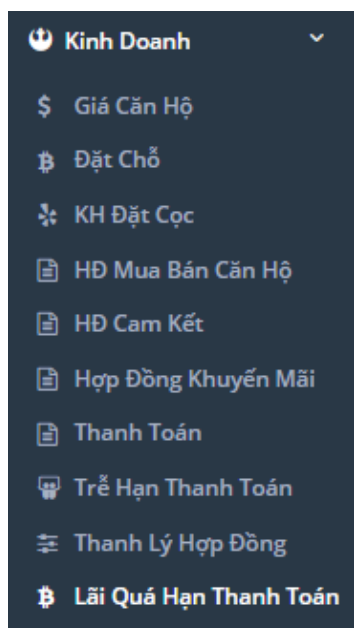 Kinh Doanh
Giá Căn Hộ
Đặt Chỗ
KH Đặt Cọc
HĐ Mua Bán Căn Hộ
HĐ Cam Kết
Hợp Đồng Khuyến Mãi
Thanh Toán
Trễ Hạn Thanh Toán
Thanh Lý Hợp Đồng
Lãi Quá Hạn Thanh Toán